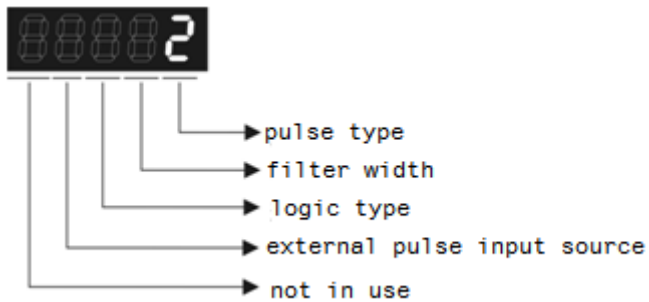 2
pulse type
filter width
logic type
external pulse input source
not in use